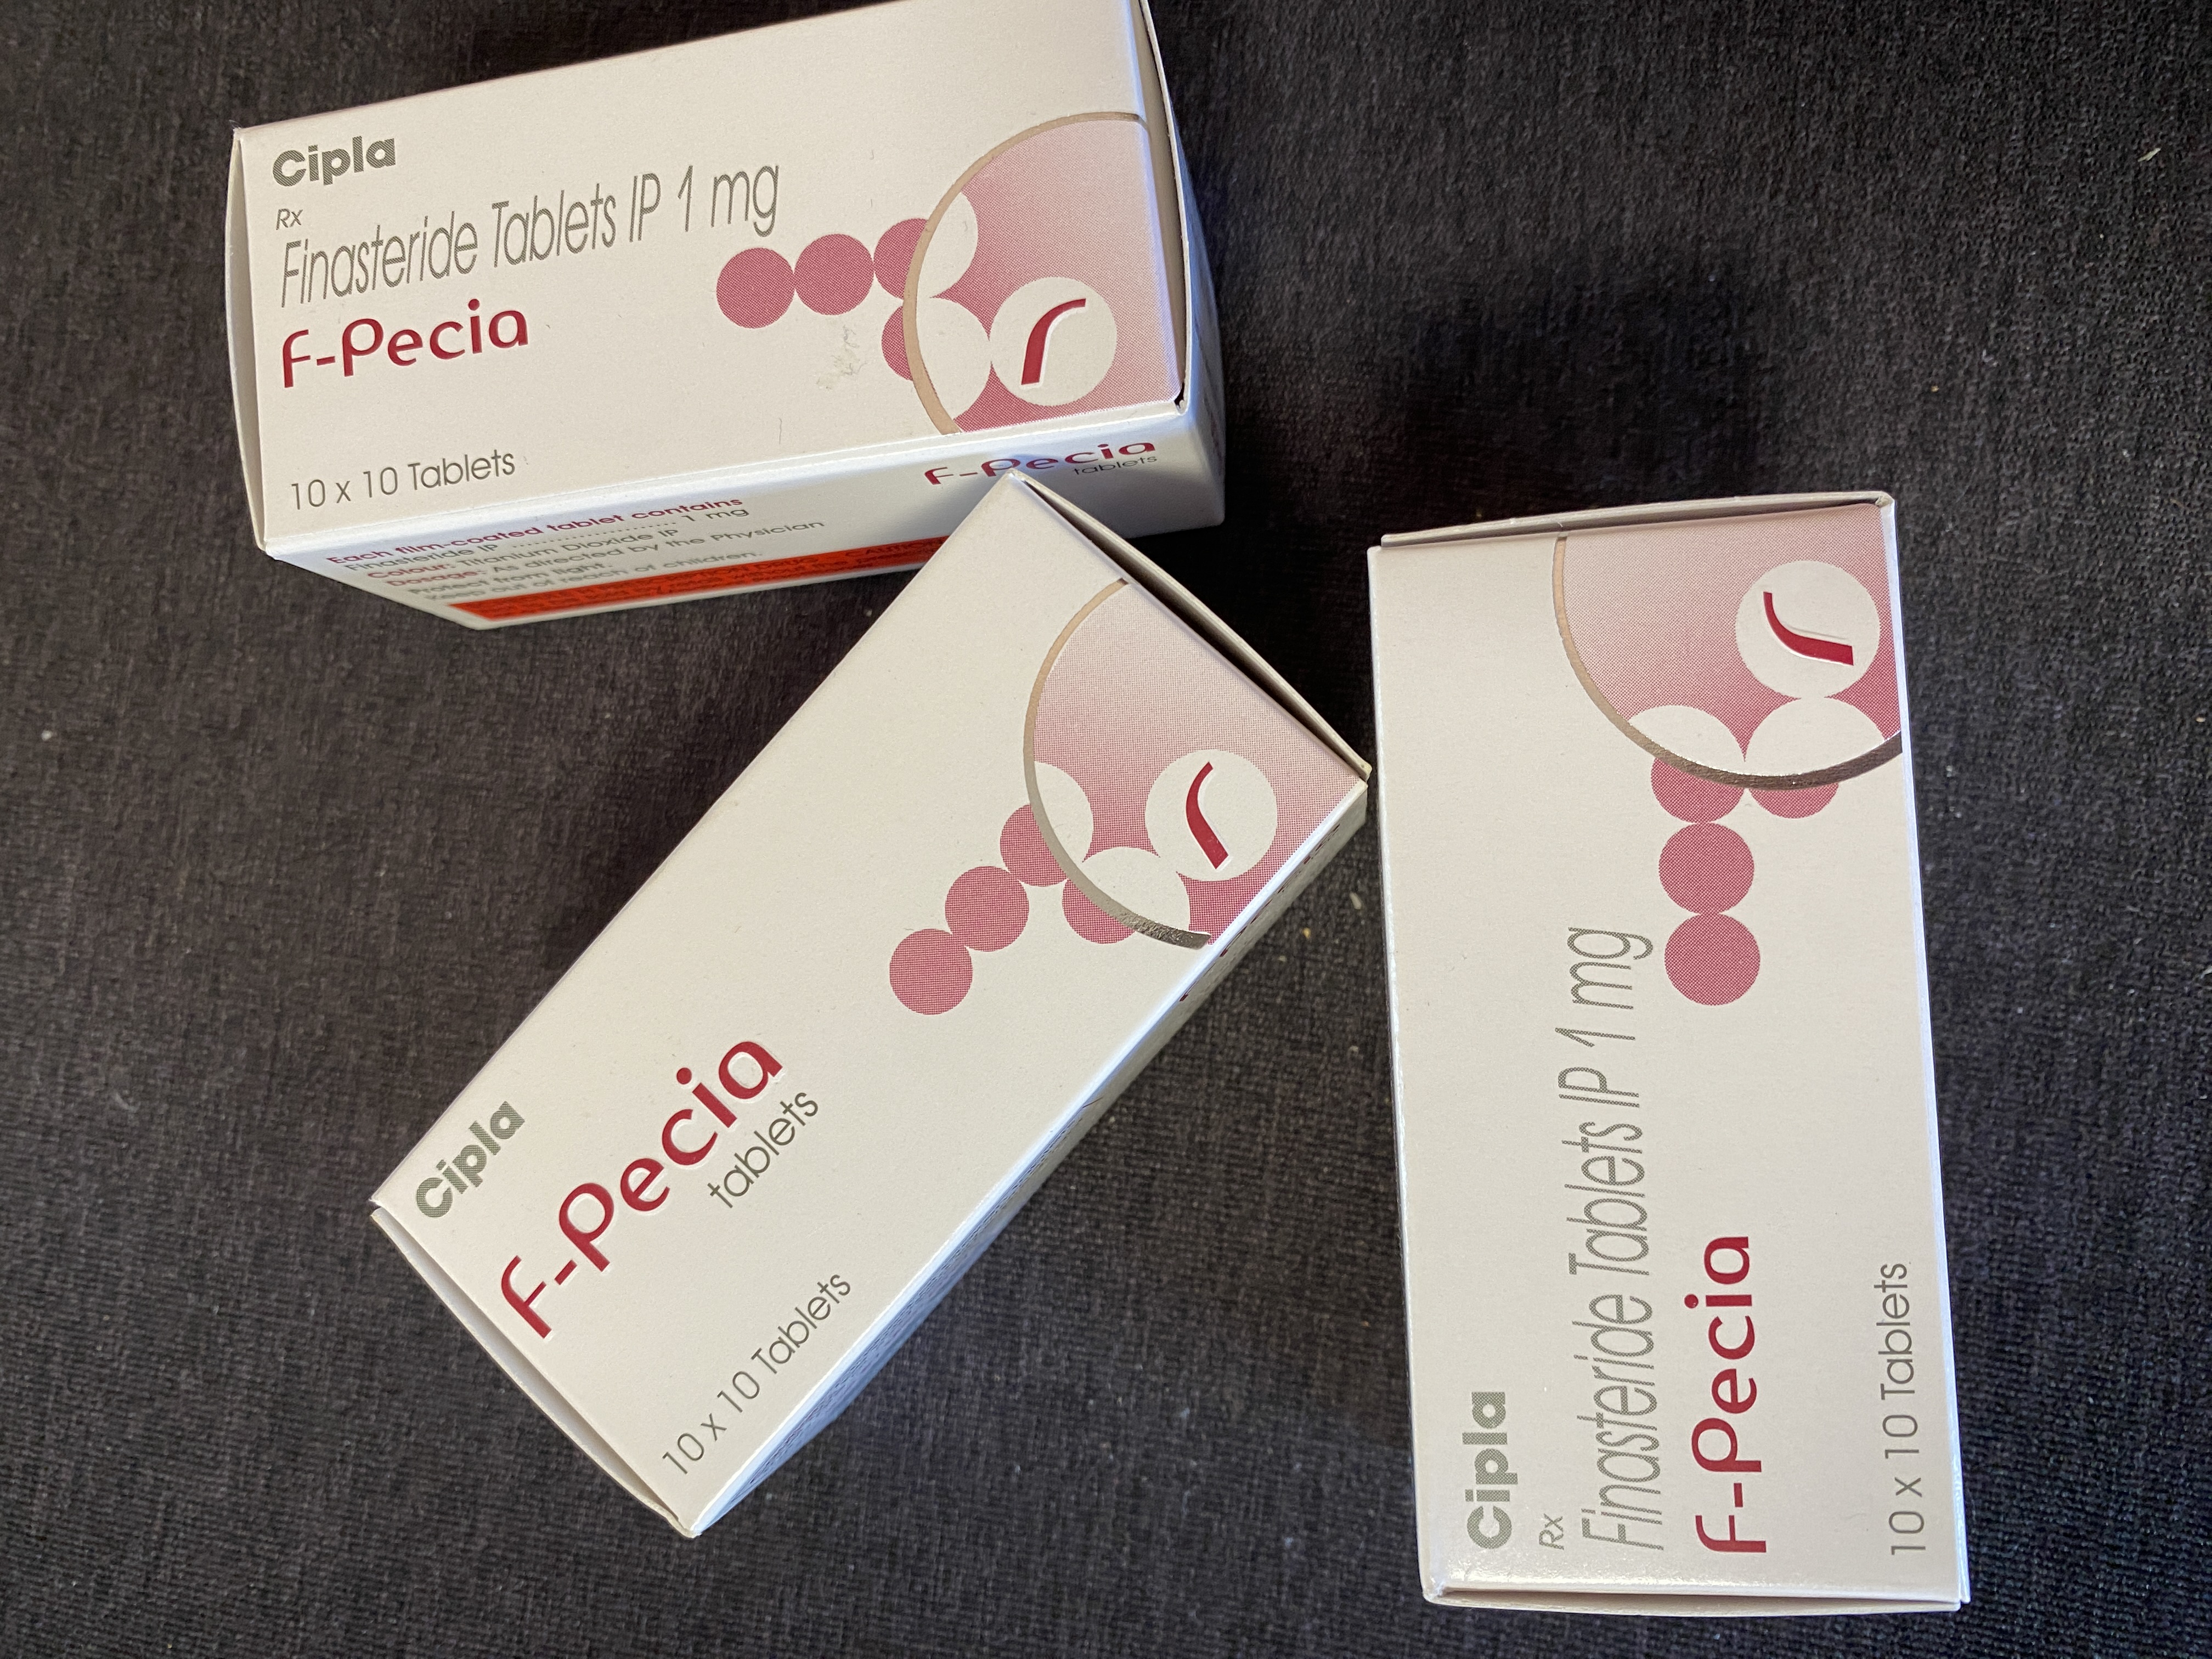 Cipla
Rx
Finasteride Tablets IP 1 mg
F-Pecia
10 x 10 Tablets
F-Pecia
tablets
Each film-coated tablet contains
Finasteride IP ........................ 1 mg
Colour: Titanium Dioxide IP
Dosage: As directed by the Physician
Protect from light.
Keep out of reach of children.
Cipla
F-Pecia
tablets
10 x 10 Tablets
Cipla
Rx
Finasteride Tablets IP 1 mg
F-Pecia
10 x 10 Tablets